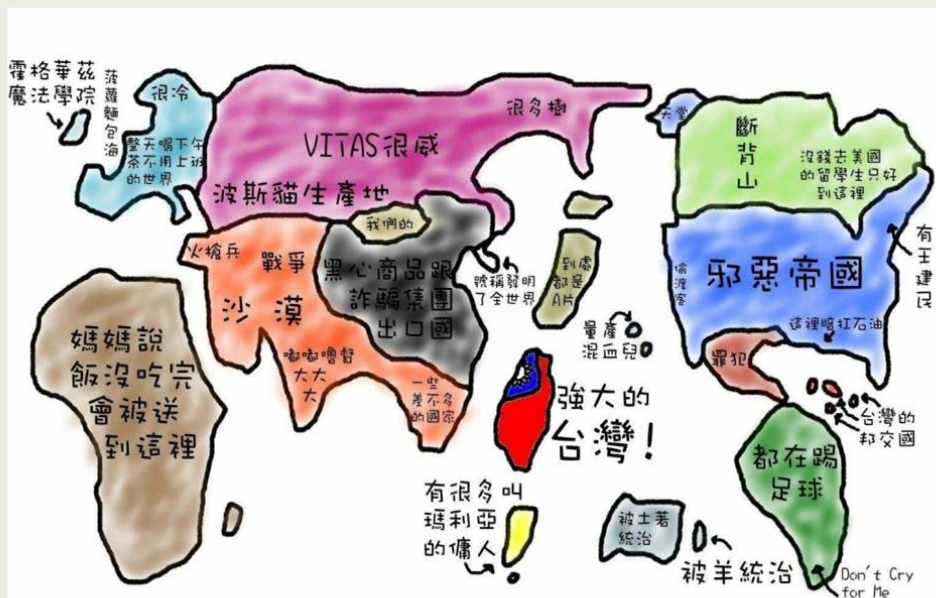 霍格華茲
魔法學院
菠蘿麵包海
很冷
整天喝下午
茶不用上班
的世界
VITAS很威
很多樹
波斯貓生產地
天堂
斷背山
沒錢去美國
的留學生只好
到這裡
我們的
火槍兵
戰爭
沙漠
黑心商品跟
詐騙集團
出口國
號稱發明
了全世界
到處
都是
A片
偷渡客
邪惡帝國
有王建民
這裡暗扛石油
量產
混血兒
罪犯
媽媽說
飯沒吃完
會被送
到這裡
嘟嘟嚕督
大大
大
一些
差不多
的國家
強大的
台灣!
台灣的
邦交國
都在踢
足球
有很多叫
瑪利亞
的傭人
被土著
統治
被羊統治
Don't Cry
for Me